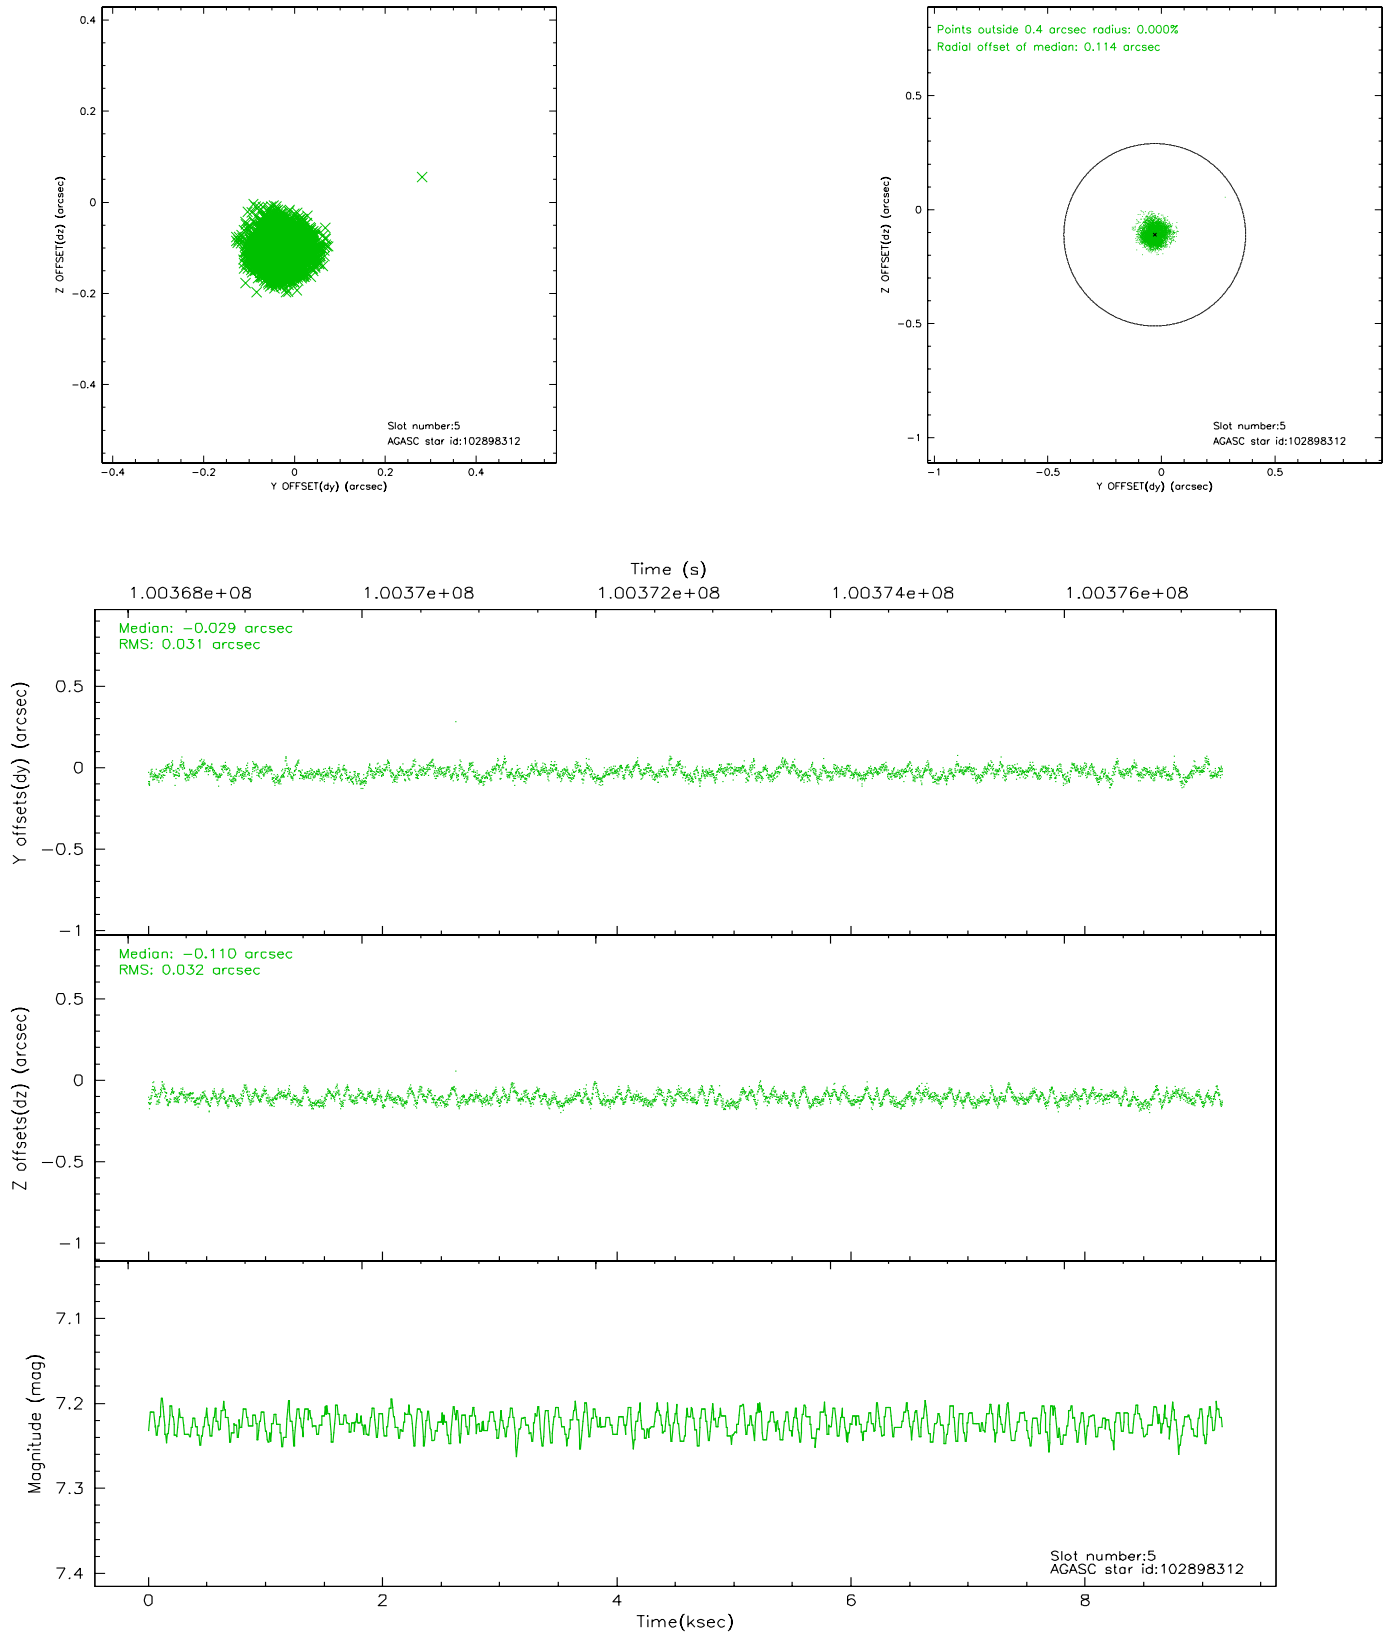 0.4
0.2
0
−0.2
−0.4
Z OFFSET(dz) (arcsec)
Slot number:5
AGASC star id:102898312
−0.4 −0.2 0 0.2 0.4
Y OFFSET(dy) (arcsec)
Points outside 0.4 arcsec radius: 0.000%
Radial offset of median: 0.114 arcsec
0.5
0
−0.5
−1
Z OFFSET(dz) (arcsec)
Slot number:5
AGASC star id:102898312
−1 −0.5 0 0.5
Y OFFSET(dy) (arcsec)
Time (s)
1.00368e+08 1.0037e+08 1.00372e+08 1.00374e+08 1.00376e+08
Median: −0.029 arcsec
RMS: 0.031 arcsec
0.5
0
−0.5
−1
Y offsets(dy) (arcsec)
Median: −0.110 arcsec
RMS: 0.032 arcsec
0.5
0
−0.5
−1
Z offsets(dz) (arcsec)
7.1
7.2
7.3
7.4
Magnitude (mag)
Slot number:5
AGASC star id:102898312
0 2 4 6 8
Time(ksec)